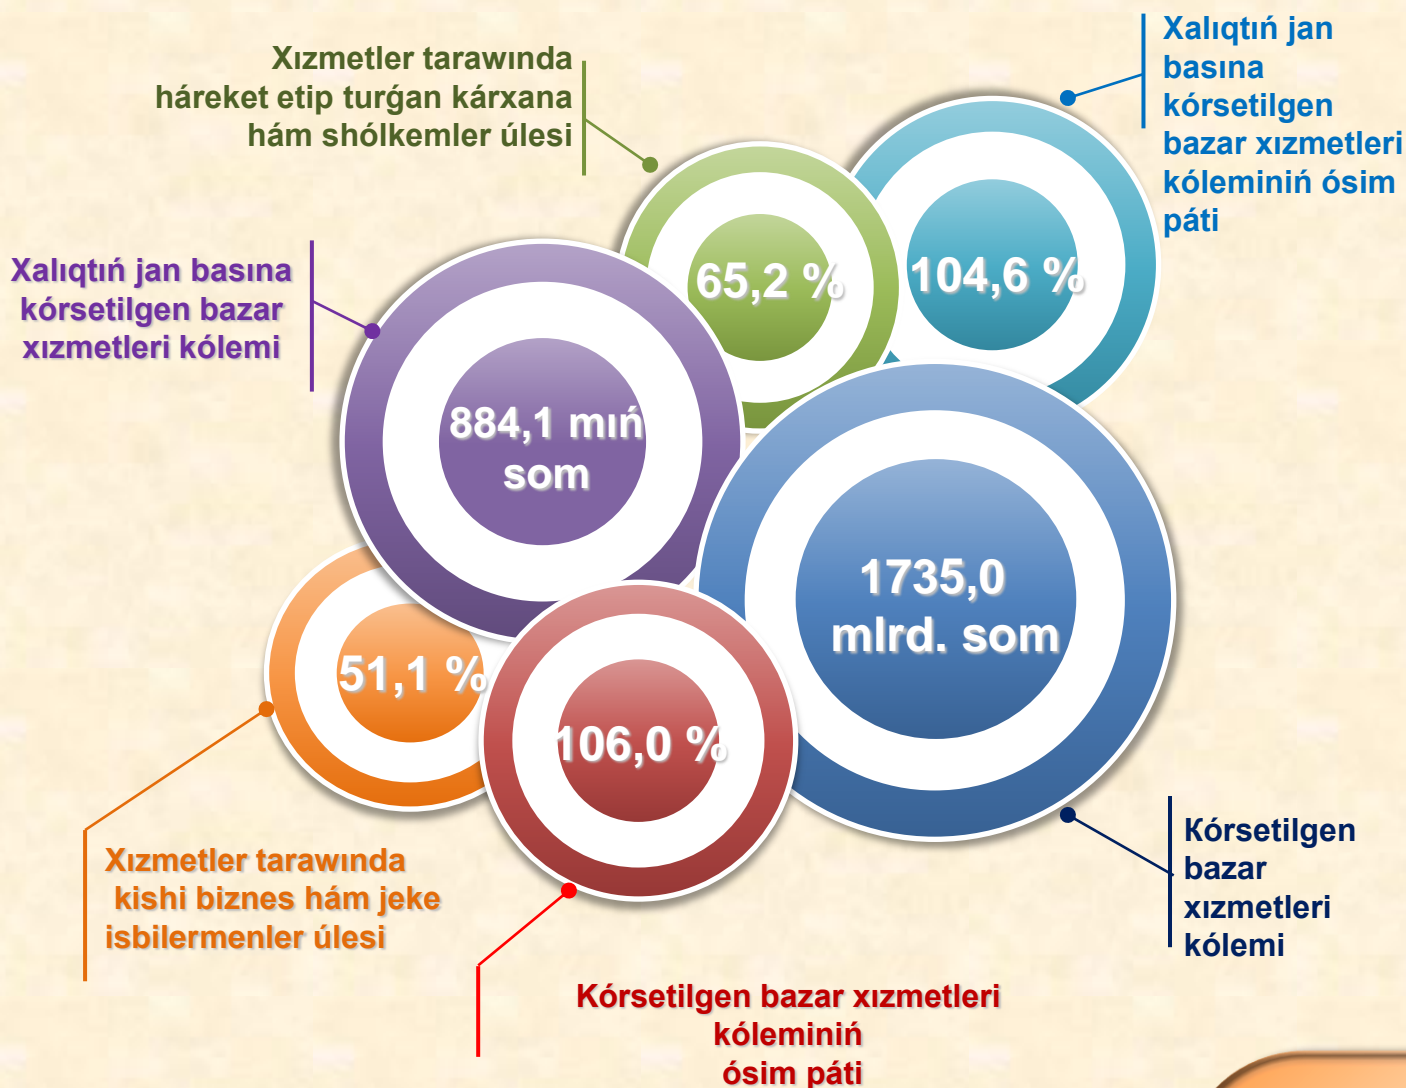 Xızmetler tarawında
háreket etip turǵan kárxana
hám shólkemler úlesi
Xalıqtıń jan
basına
kórsetilgen
bazar xızmetleri
kóleminiń ósim
páti
Xalıqtıń jan basına
kórsetilgen bazar
xızmetleri kólemi
65,2 %
104,6 %
884,1 mıń
som
1735,0
mlrd. som
51,1 %
106,0 %
Xızmetler tarawında
kishi biznes hám jeke
isbilermenler úlesi
Kórsetilgen
bazar
xızmetleri
kólemi
Kórsetilgen bazar xızmetleri
kóleminiń
ósim páti